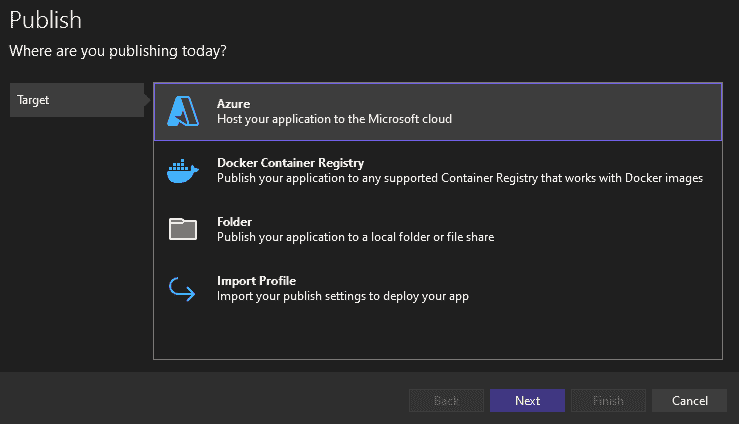 Publish
Where are you publishing today?
Target
Azure
Host your application to the Microsoft cloud
Docker Container Registry
Publish your application to any supported Container Registry that works with Docker images
Folder
Publish your application to a local folder or file share
Import Profile
Import your publish settings to deploy your app
Back
Next
Finish
Cancel